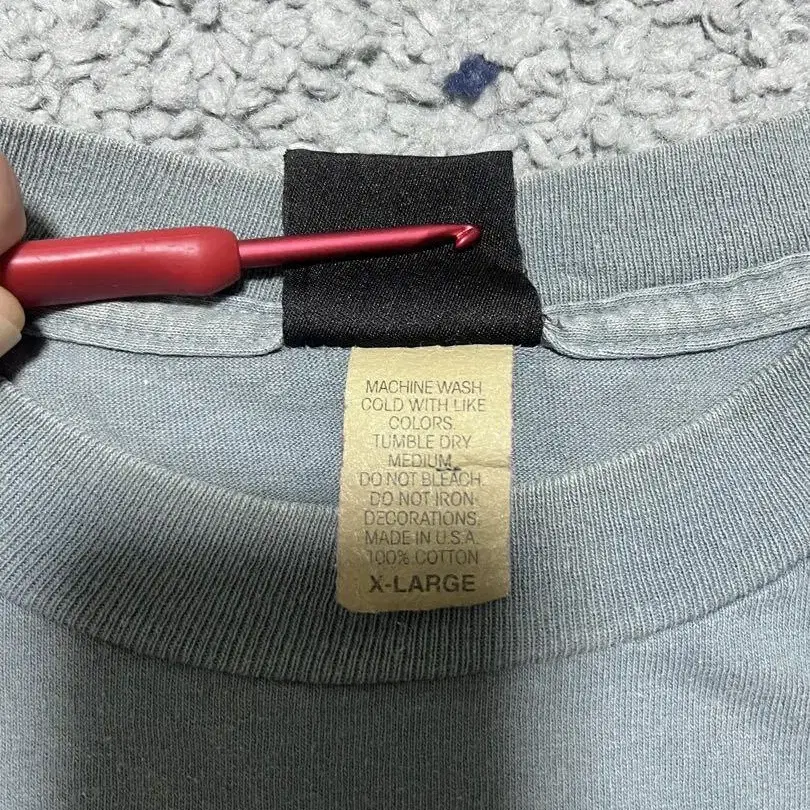 MACHINE WASH
COLD WITH LIKE
COLORS.
TUMBLE DRY
MEDIUM.
DO NOT BLEACH.
DO NOT IRON
DECORATIONS.
MADE IN U.S.A.
100% COTTON
X-LARGE